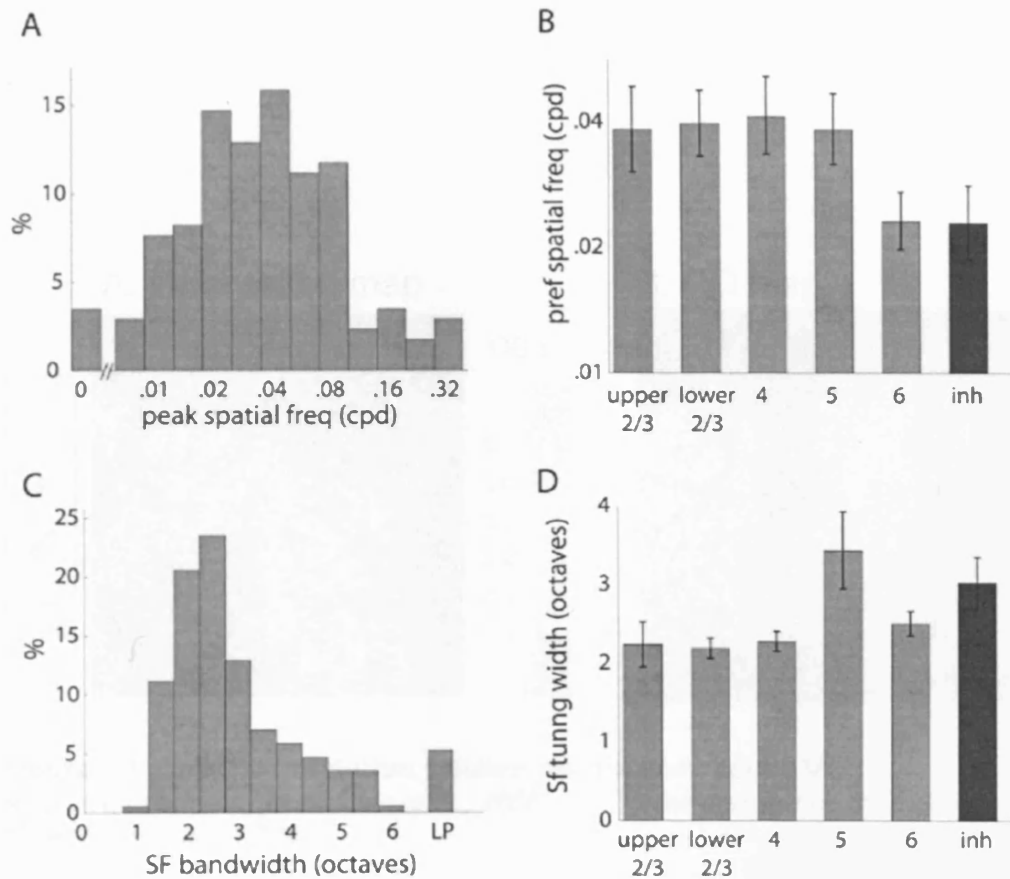 A
15
10
5
0
%
0 .01 .02 .04 .08 .16 .32
peak spatial freq (cpd)
B
.04
.02
.01
pref spatial freq (cpd)
upper 2/3 lower 2/3 4 5 6 inh
C
25
20
15
10
5
0
%
0 1 2 3 4 5 6 LP
SF bandwidth (octaves)
D
4
3
2
1
0
Sf tunng width (octaves)
upper 2/3 lower 2/3 4 5 6 inh